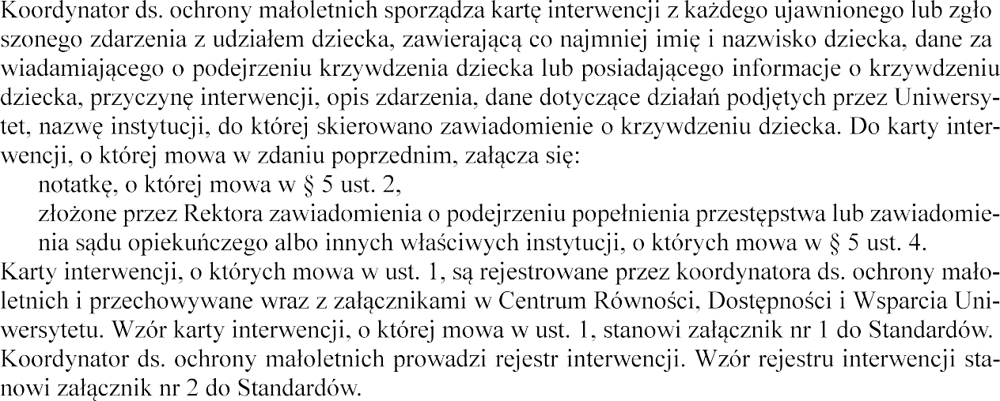 Koordynator ds. ochrony małoletnich sporządza kartę interwencji z każdego ujawnionego lub zgło
szonego zdarzenia z udziałem dziecka, zawierającą co najmniej imię i nazwisko dziecka, dane za
wiadamiającego o podejrzeniu krzywdzenia dziecka lub posiadającego informacje o krzywdzeniu
dziecka, przyczynę interwencji, opis zdarzenia, dane dotyczące działań podjętych przez Uniwersy-
tet, nazwę instytucji, do której skierowano zawiadomienie o krzywdzeniu dziecka. Do karty inter-
wencji, o której mowa w zdaniu poprzednim, załącza się:
notatkę, o której mowa w § 5 ust. 2,
złożone przez Rektora zawiadomienia o podejrzeniu popełnienia przestępstwa lub zawiadomie-
nia sądu opiekuńczego albo innych właściwych instytucji, o których mowa w § 5 ust. 4.
Karty interwencji, o których mowa w ust. 1, są rejestrowane przez koordynatora ds. ochrony mało-
letnich i przechowywane wraz z załącznikami w Centrum Równości, Dostępności i Wsparcia Uni-
wersytetu. Wzór karty interwencji, o której mowa w ust. 1, stanowi załącznik nr 1 do Standardów.
Koordynator ds. ochrony małoletnich prowadzi rejestr interwencji. Wzór rejestru interwencji sta-
nowi załącznik nr 2 do Standardów.